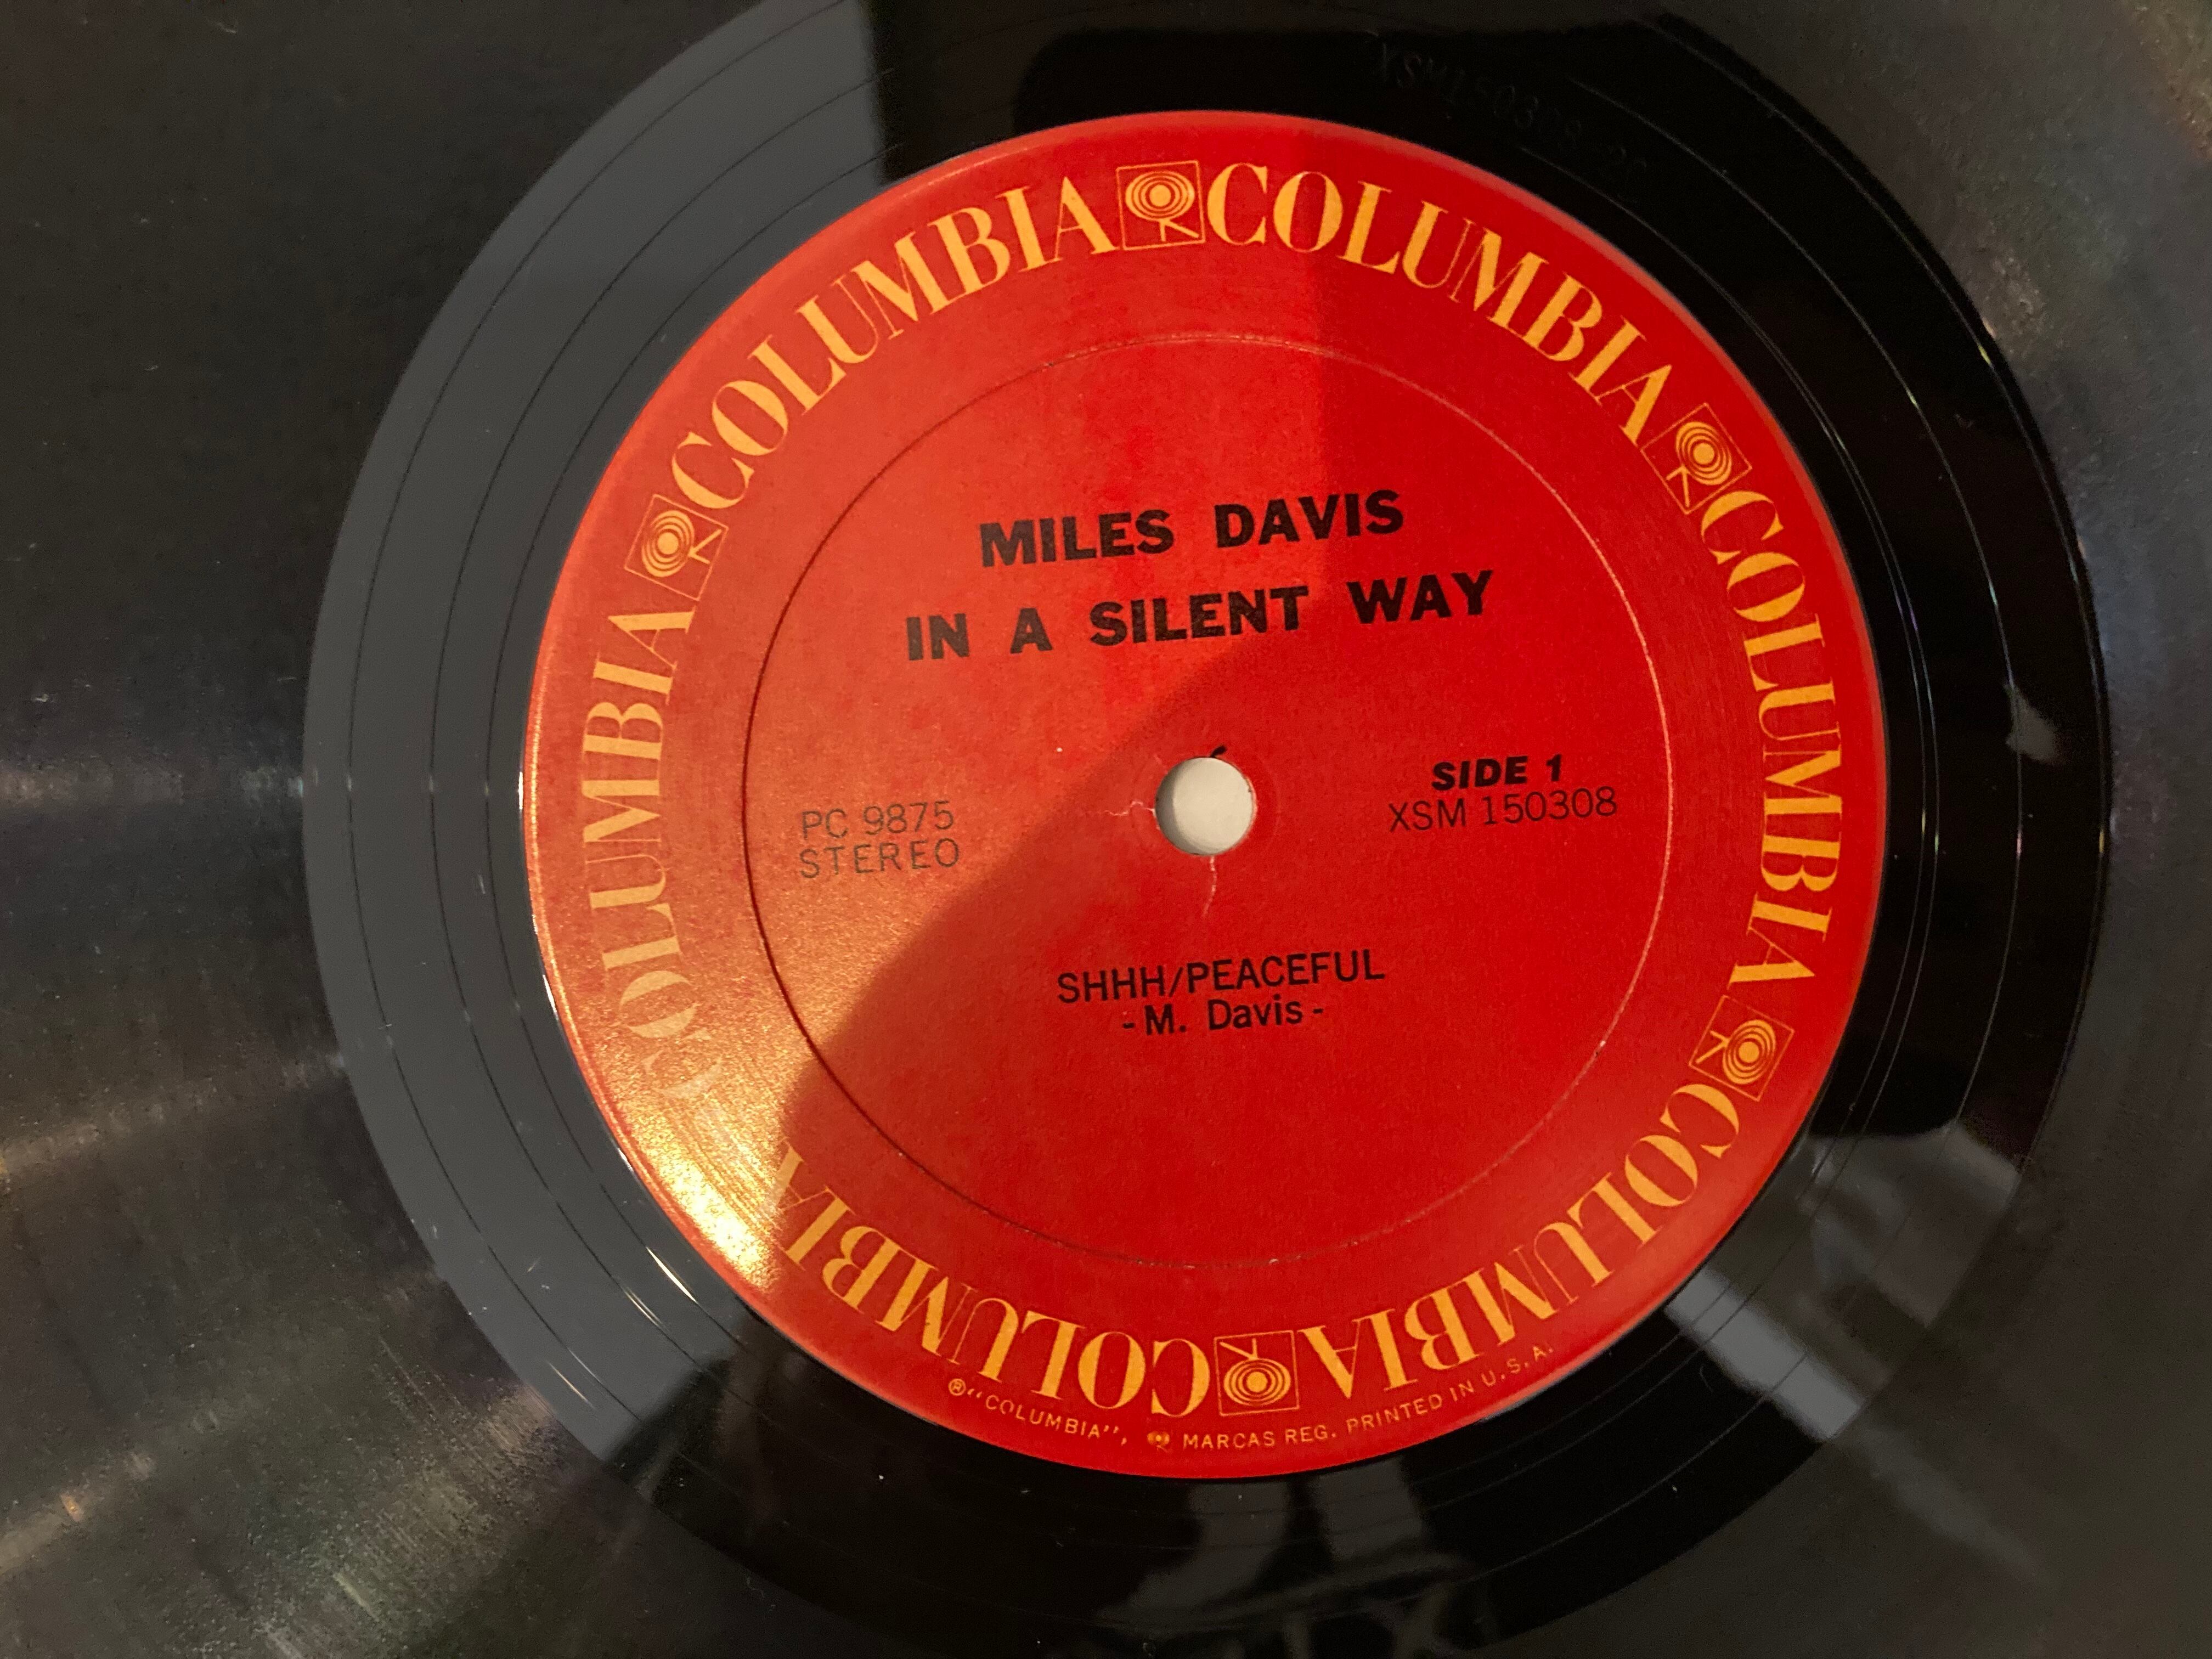 COLUMBIA COLUMBIA COLUMBIA COLUMBIA COLUMBIA COLUMBIA
MILES DAVIS
IN A SILENT WAY
SIDE 1
XSM 150308
PC 9875
STEREO
SHHH/PEACEFUL
- M. Davis -
®"COLUMBIA", MARCAS REG. PRINTED IN U.S.A.